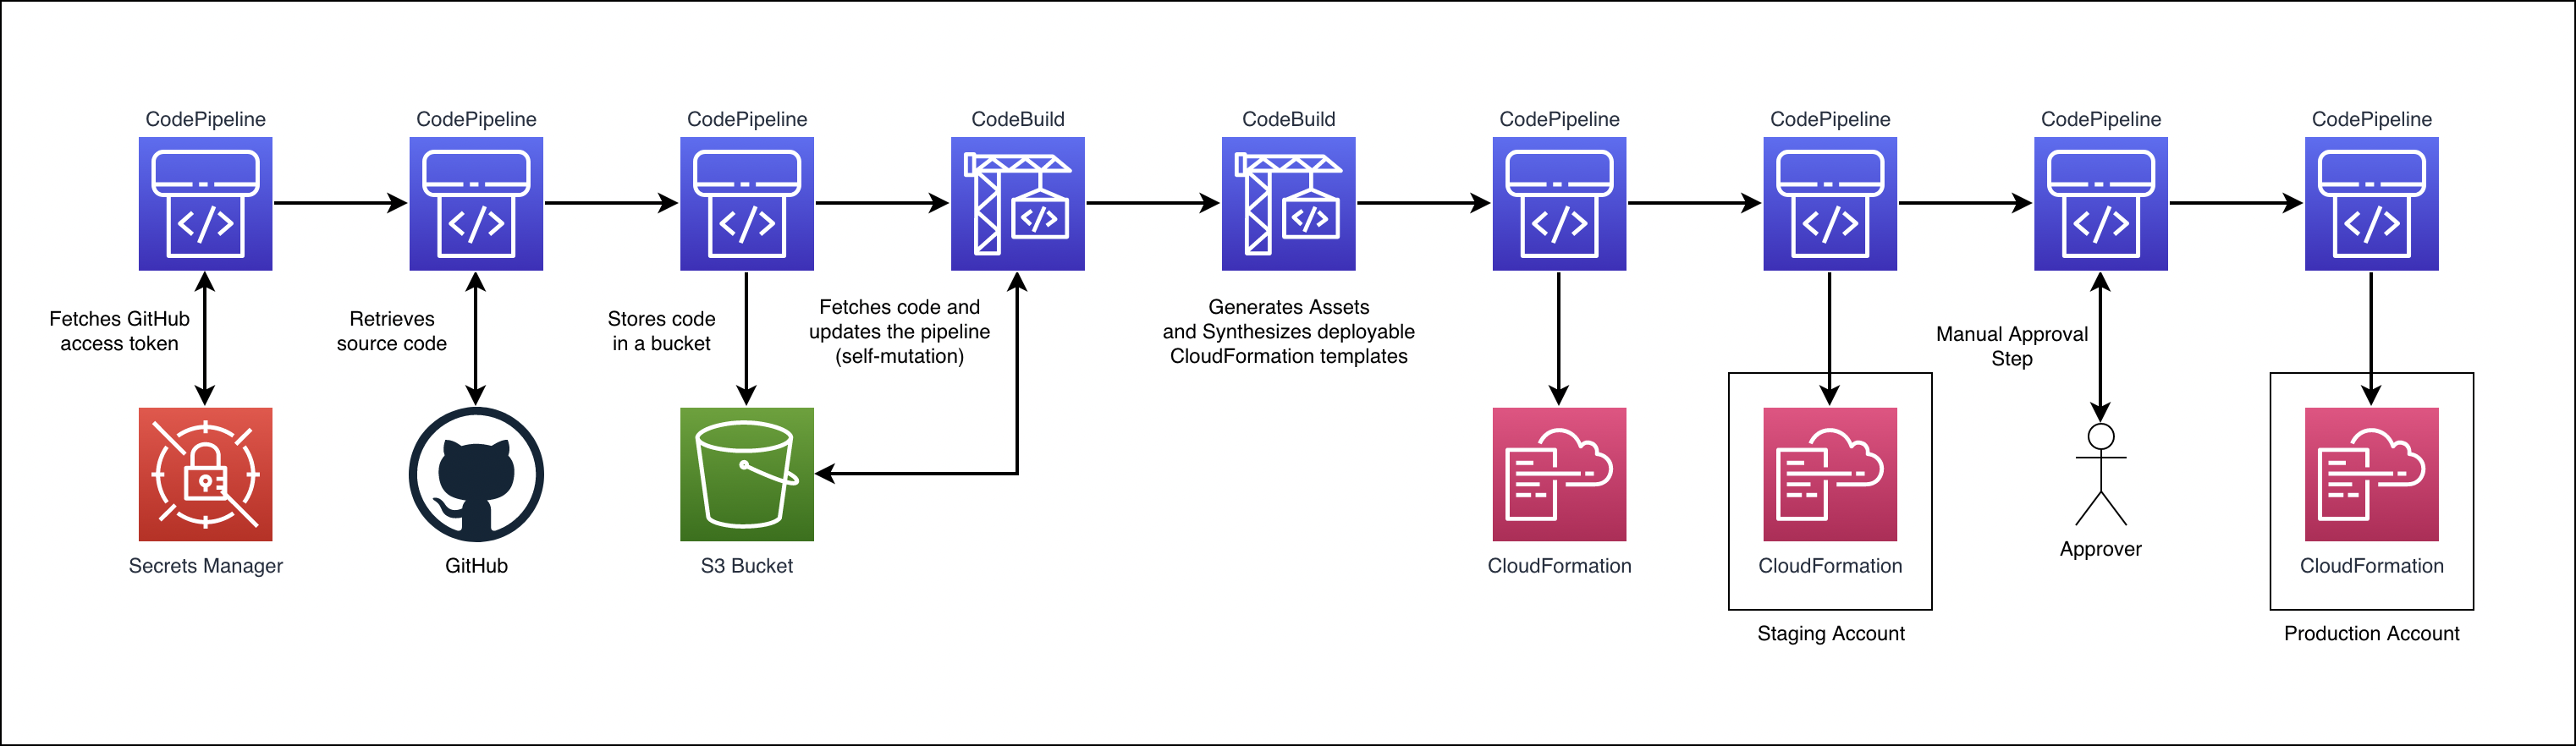 CodePipeline
CodePipeline
CodePipeline
CodeBuild
CodeBuild
CodePipeline
CodePipeline
CodePipeline
CodePipeline
Fetches GitHub
access token
Retrieves
source code
Stores code
in a bucket
Fetches code and
updates the pipeline
(self-mutation)
Generates Assets
and Synthesizes deployable
CloudFormation templates
Manual Approval
Step
Secrets Manager
GitHub
S3 Bucket
CloudFormation
CloudFormation
Approver
CloudFormation
Staging Account
Production Account